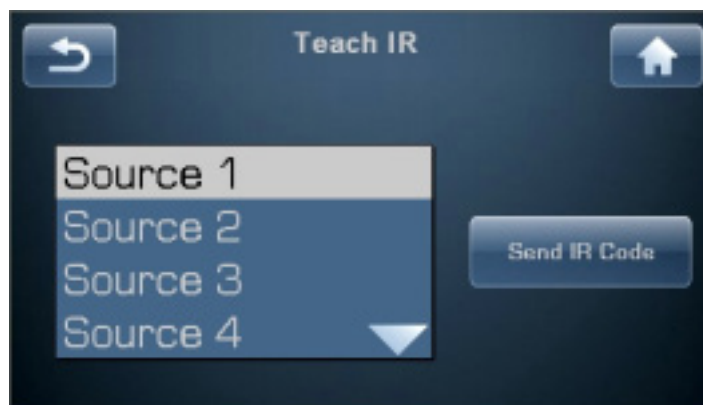 Teach IR
Source 1
Source 2
Source 3
Source 4
Send IR Code